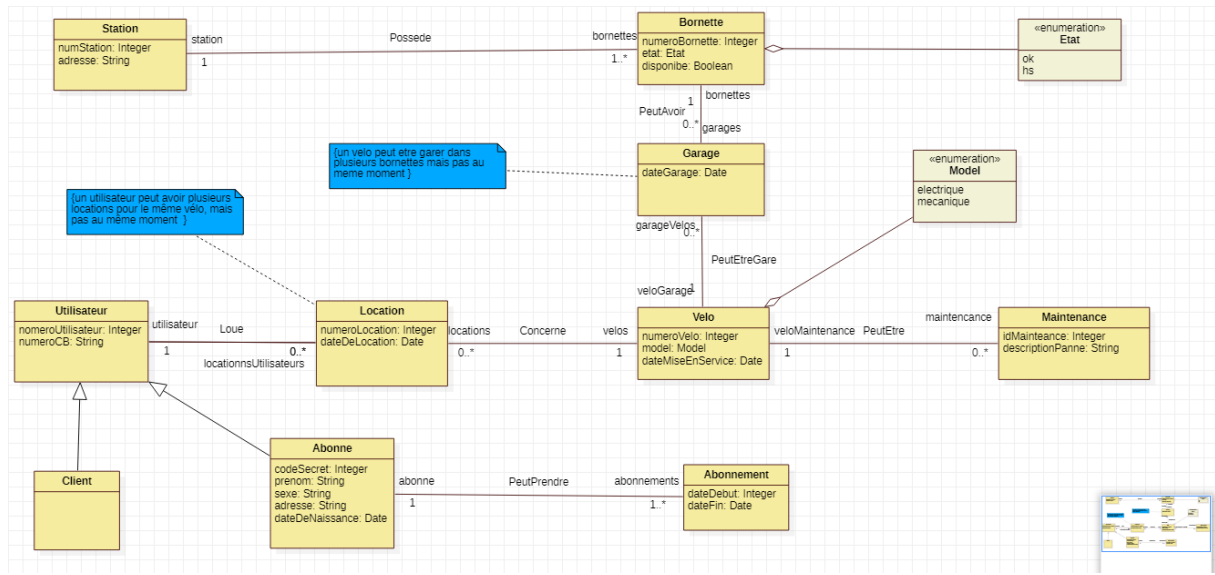 Station
numStation: Integer
adresse: String
station
1
Possede
bornettes
1..*
Bornette
numeroBornette: Integer
etat: Etat
disponibe: Boolean
«enumeration»
Etat
ok
hs
1
bornettes
PeutAvoir
0..*
garages
{un velo peut etre garer dans
plusieurs bornettes mais pas au
meme moment }
Garage
dateGarage: Date
«enumeration»
Model
electrique
mecanique
{un utilisateur peut avoir plusieurs
locations pour le même vélo, mais
pas au même moment }
garageVelos
0..*
PeutEtreGare
veloGarage
1
Utilisateur
nomeroUtilisateur: Integer
numeroCB: String
utilisateur
1
Loue
0..*
locationnsUtilisateurs
Location
numeroLocation: Integer
dateDeLocation: Date
locations
0..*
Concerne
velos
1
Velo
numeroVelo: Integer
model: Model
dateMiseEnService: Date
veloMaintenance
1
PeutEtre
maintencance
0..*
Maintenance
idMainteance: Integer
descriptionPanne: String
Client
Abonne
codeSecret: Integer
prenom: String
sexe: String
adresse: String
dateDeNaissance: Date
abonne
1
PeutPrendre
abonnements
1..*
Abonnement
dateDebut: Integer
dateFin: Date